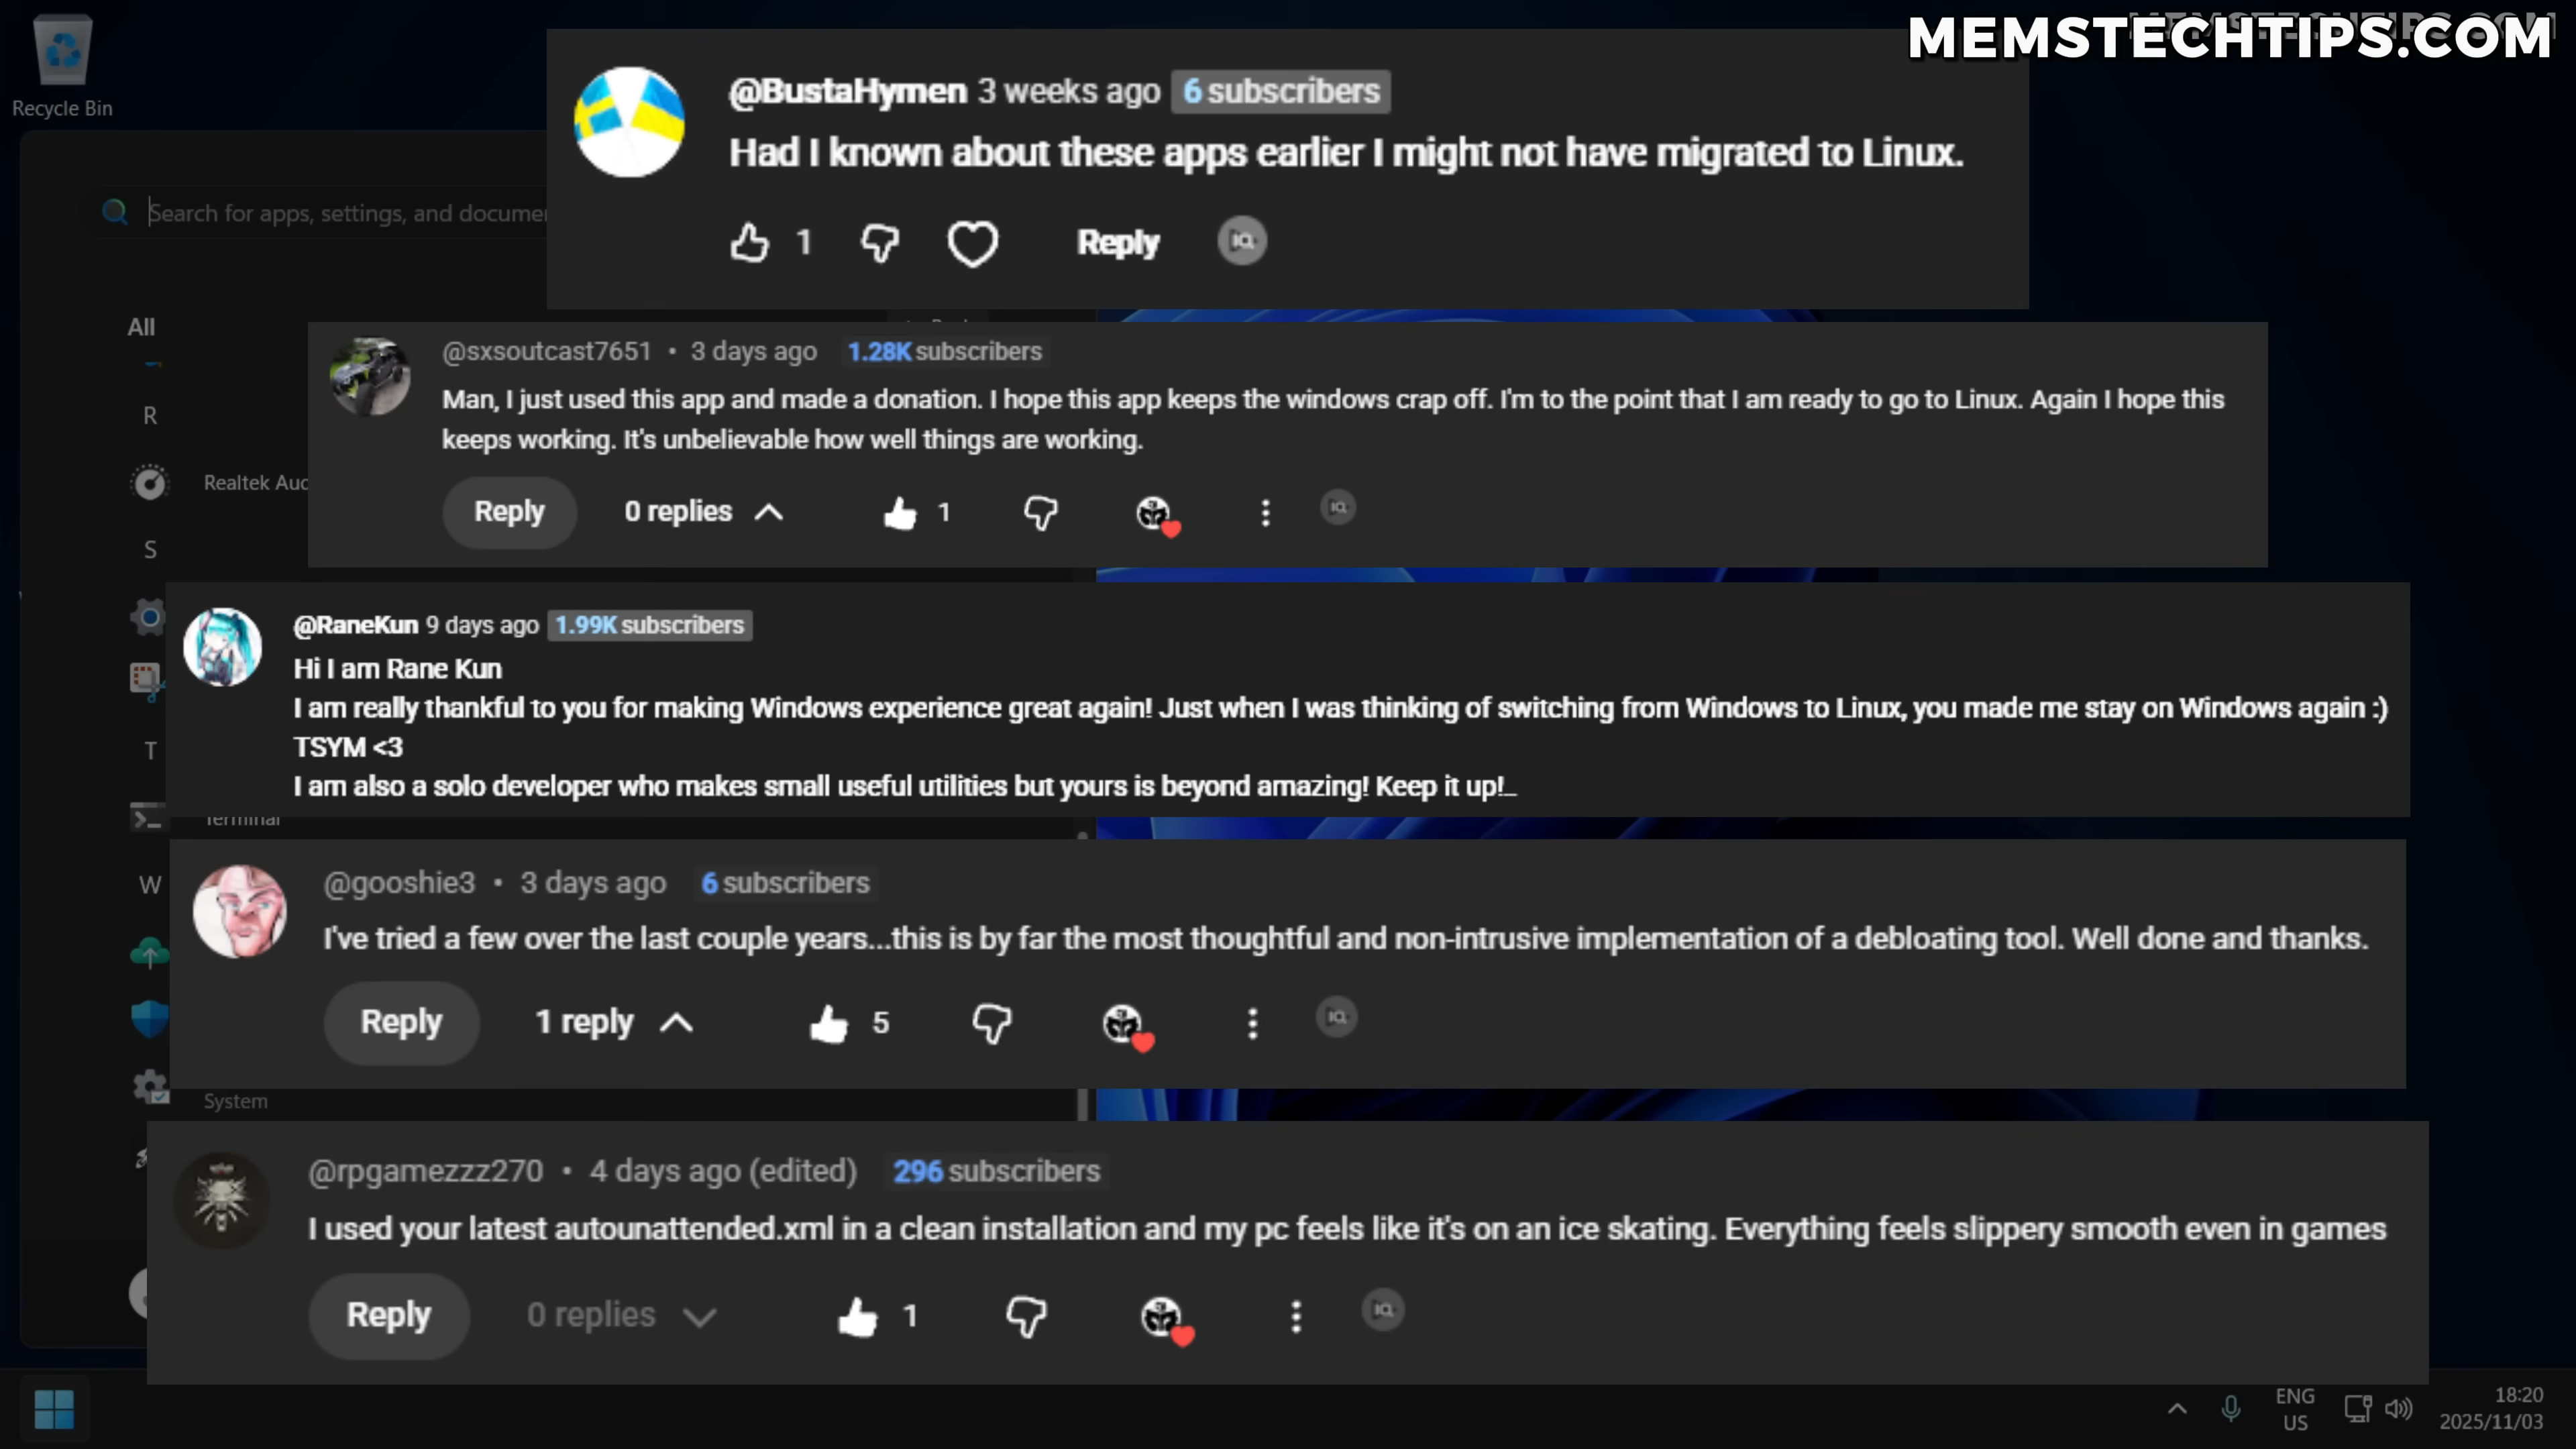 MEMSTECHTIPS.COM
Recycle Bin
@BustaHymen 3 weeks ago 6 subscribers
Had I known about these apps earlier I might not have migrated to Linux.
1 Reply
Search for apps, settings, and
All
@sxsoutcast7651 • 3 days ago 1.28K subscribers
Man, I just used this app and made a donation. I hope this app keeps the windows crap off. I'm to the point that I am ready to go to Linux. Again I hope this
keeps working. It's unbelievable how well things are working.
Reply 0 replies 1
R
Realtek
S
@RaneKun 9 days ago 1.99K subscribers
Hi I am Rane Kun
I am really thankful to you for making Windows experience great again! Just when I was thinking of switching from Windows to Linux, you made me stay on Windows again :)
TSYM <3
I am also a solo developer who makes small useful utilities but yours is beyond amazing! Keep it up!
T
Terminal
W
@gooshie3 • 3 days ago 6 subscribers
I've tried a few over the last couple years...this is by far the most thoughtful and non-intrusive implementation of a debloating tool. Well done and thanks.
Reply 1 reply 5
System
@rpgamezzz270 • 4 days ago (edited) 296 subscribers
I used your latest autounattended.xml in a clean installation and my pc feels like it's on an ice skating. Everything feels slippery smooth even in games
Reply 0 replies 1
ENG
US
18:20
2025/11/03